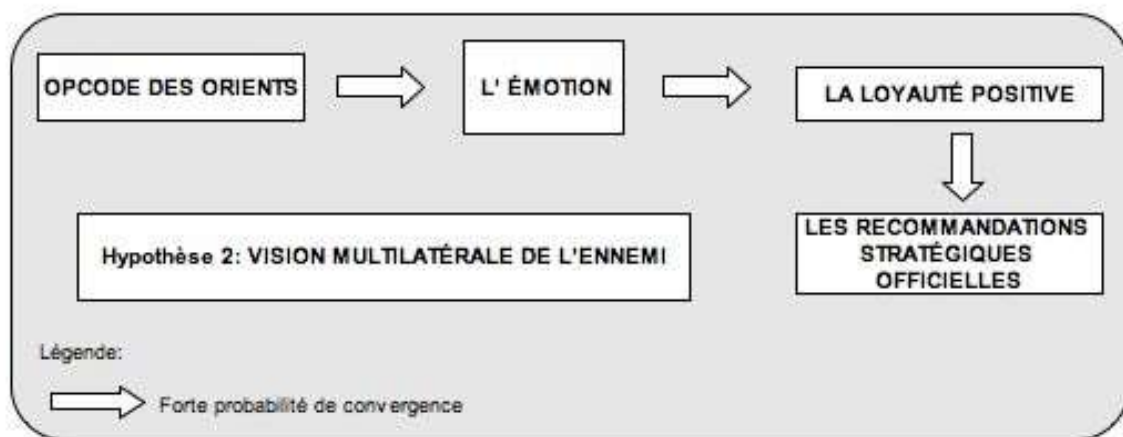 OPCODE DES ORIENTS
L' ÉMOTION
LA LOYAUTÉ POSITIVE
LES RECOMMANDATIONS
STRATÉGIQUES
OFFICIELLES
Hypothèse 2: VISION MULTILATÉRALE DE L'ENNEMI
Légende:
Forte probabilité de convergence